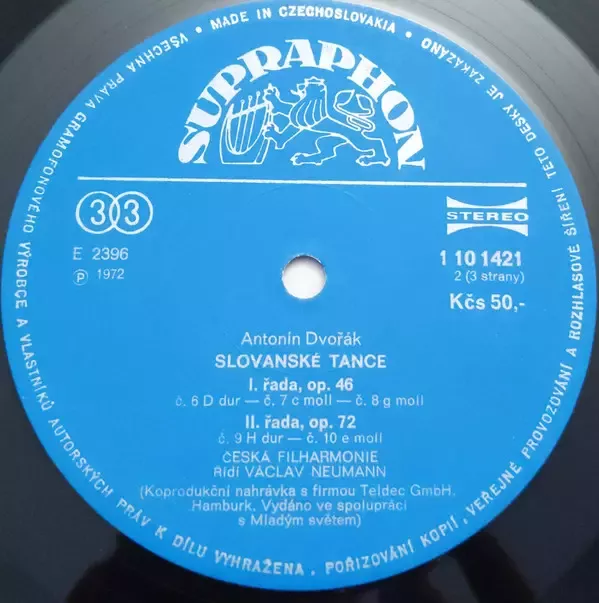 VŠECHNA PRÁVA GRAMOFONOVÉHO VÝROBCE A VLASTNÍKŮ AUTORSKÝCH PRÁV K DÍLU VYHRAŽENA. POŘIZOVÁNÍ KOPIÍ, VEŘEJNÉ PROVOZOVÁNÍ A ROZHLASOVÉ ŠÍŘENÍ TÉTO DESKY JE ZAKÁZÁNO • MADE IN CZECHOSLOVAKIA •
SUPRAPHON
33
STEREO
E 2396
℗ 1972
1 10 1421
2 (3 strany)
Kčs 50,-
Antonín Dvořák
SLOVANSKÉ TANCE
I. řada, op. 46
č. 6 D dur — č. 7 c moll — č. 8 g moll
II. řada, op. 72
č. 9 H dur — č. 10 e moll
ČESKÁ FILHARMONIE
Řídí VÁCLAV NEUMANN
(Koprodukční nahrávka s firmou Teldec GmbH.
Hamburk. Vydáno ve spolupráci
s Mladým světem)